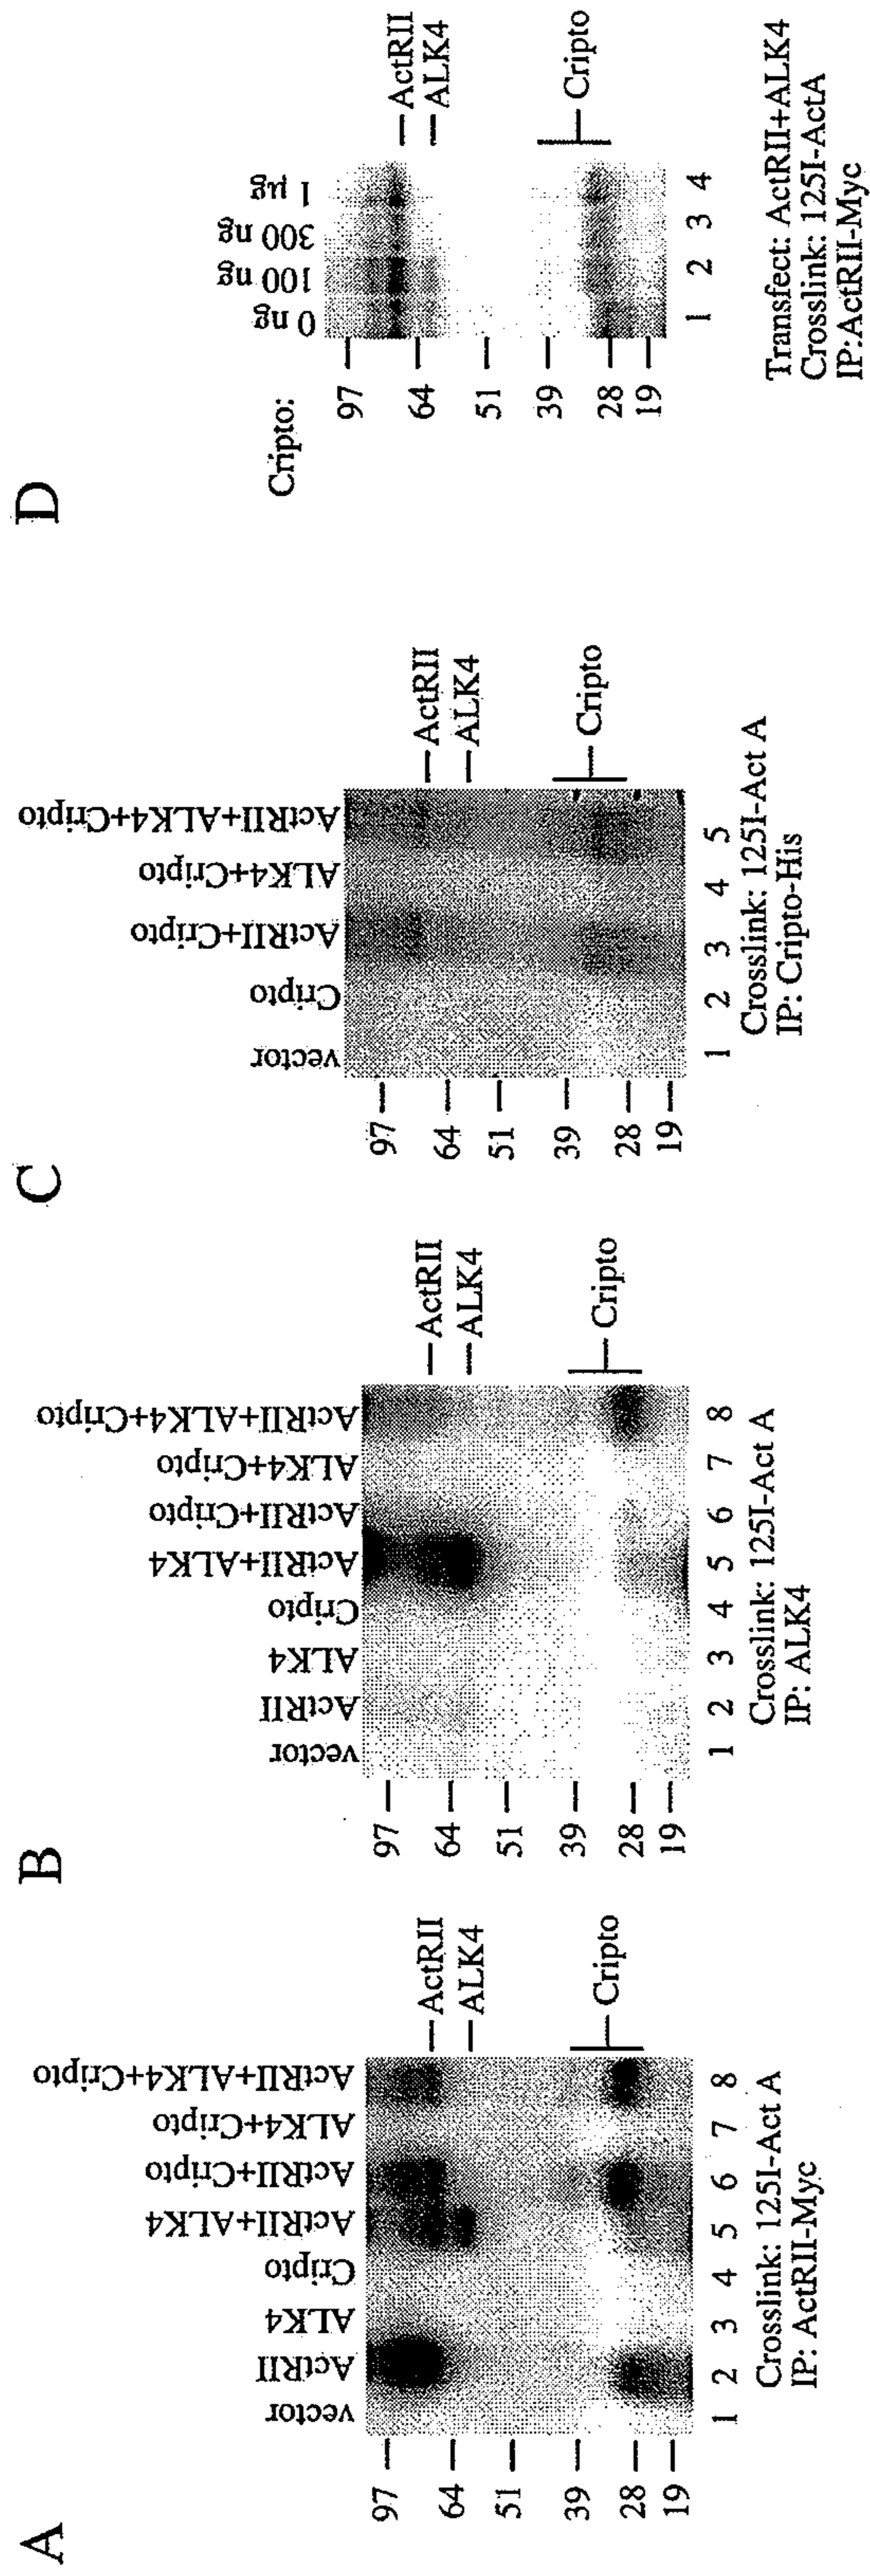 A
vector
ActRII
ALK4
Cripto
ActRII+ALK4
ActRII+Cripto
ALK4+Cripto
ActRII+ALK4+Cripto
97
64
51
39
28
19
ActRII
ALK4
Cripto
1 2 3 4 5 6 7 8
Crosslink: 125I-Act A
IP: ActRII-Myc
B
vector
ActRII
ALK4
Cripto
ActRII+ALK4
ActRII+Cripto
ALK4+Cripto
ActRII+ALK4+Cripto
97
64
51
39
28
19
ActRII
ALK4
Cripto
1 2 3 4 5 6 7 8
Crosslink: 125I-Act A
IP: ALK4
C
vector
Cripto
ActRII+Cripto
ALK4+Cripto
ActRII+ALK4+Cripto
97
64
51
39
28
19
ActRII
ALK4
Cripto
1 2 3 4 5
Crosslink: 125I-Act A
IP: Cripto-His
D
Cripto:
0 ng
100 ng
300 ng
1 µg
97
64
51
39
28
19
ActRII
ALK4
Cripto
1 2 3 4
Transfect: ActRII+ALK4
Crosslink: 125I-ActA
IP:ActRII-Myc